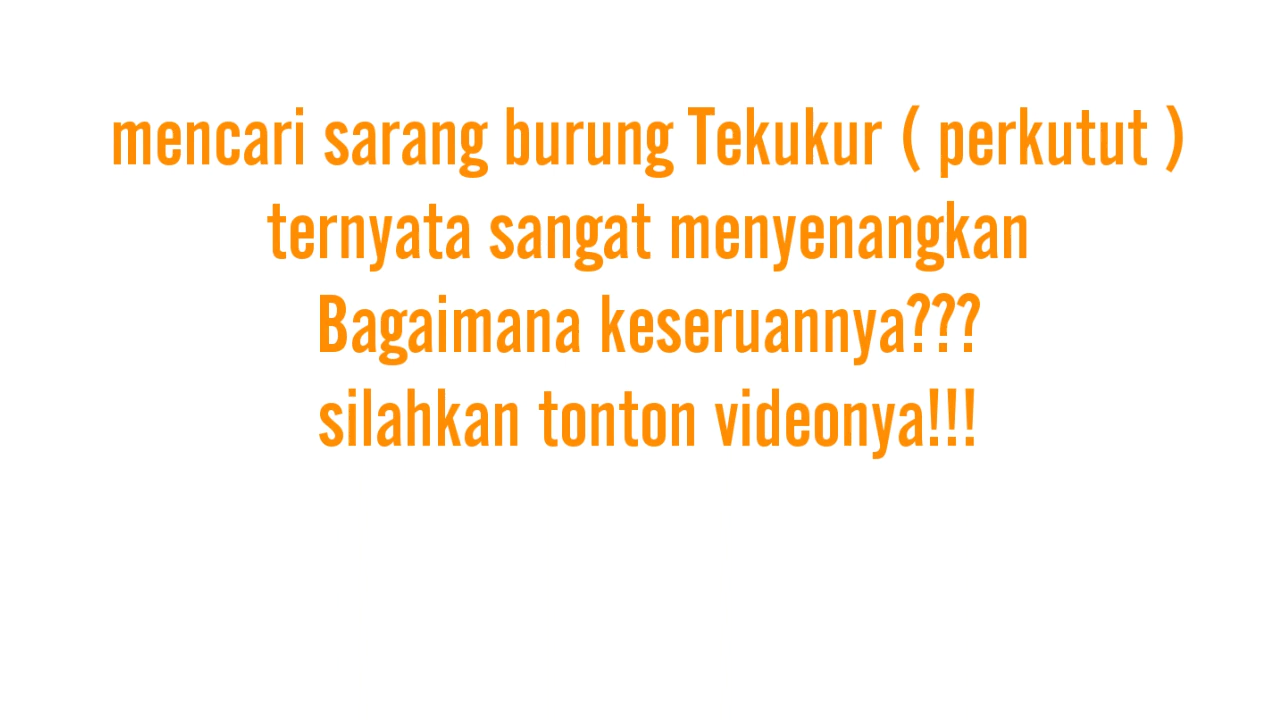 mencari sarang burung Tekukur ( perkutut )
ternyata sangat menyenangkan
Bagaimana keseruannya???
silahkan tonton videonya!!!